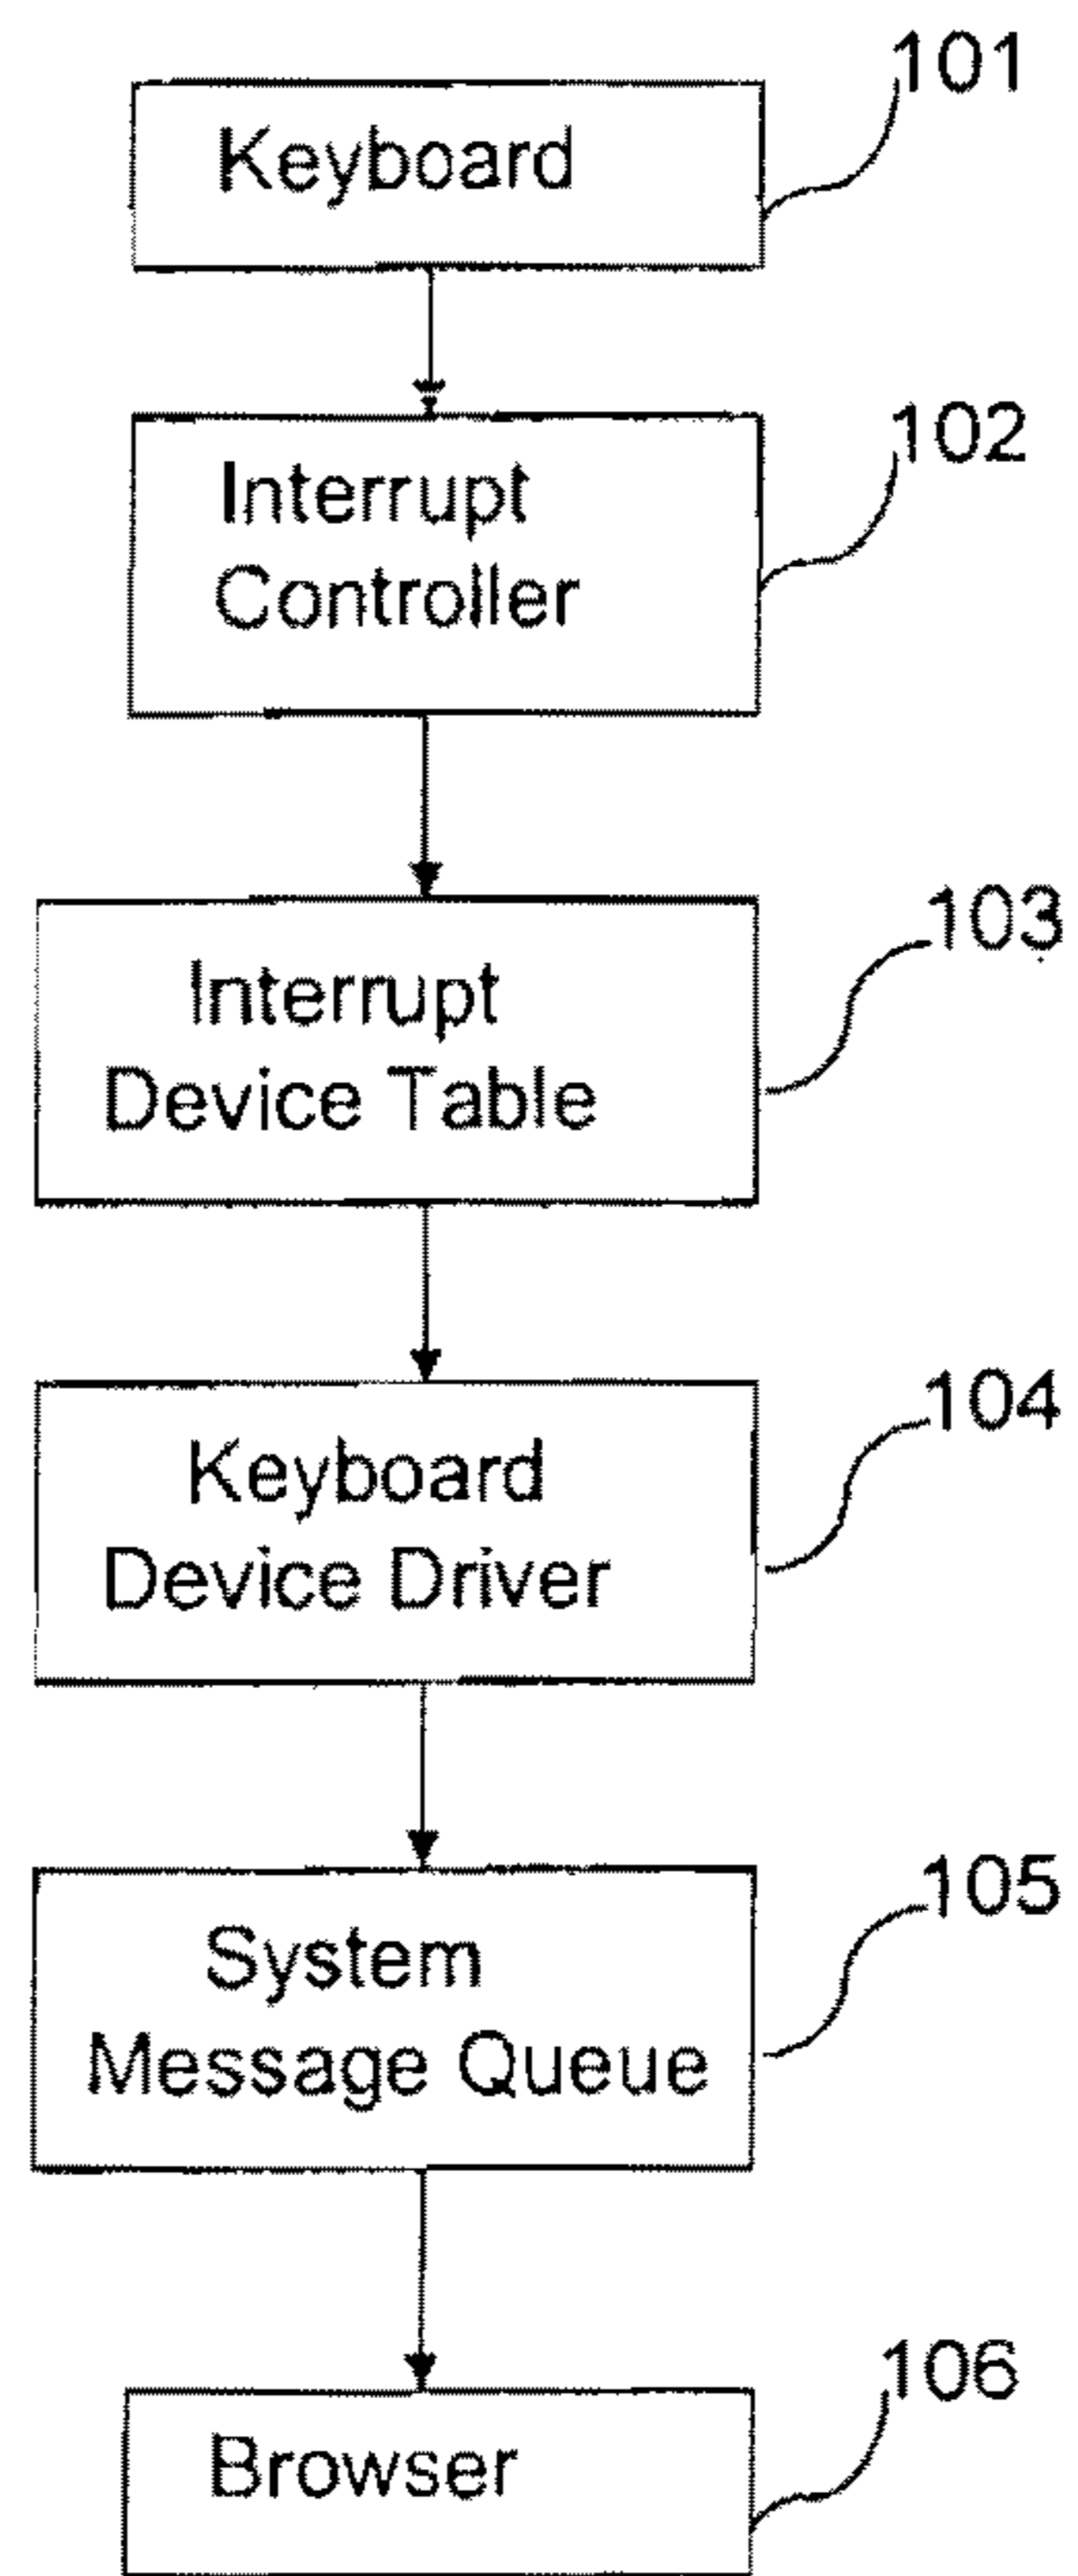 101
Keyboard
102
Interrupt
Controller
103
Interrupt
Device Table
104
Keyboard
Device Driver
105
System
Message Queue
106
Browser